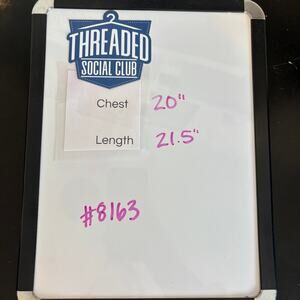 THREADED
SOCIAL CLUB
Chest 20"
Length 21.5"
#8163